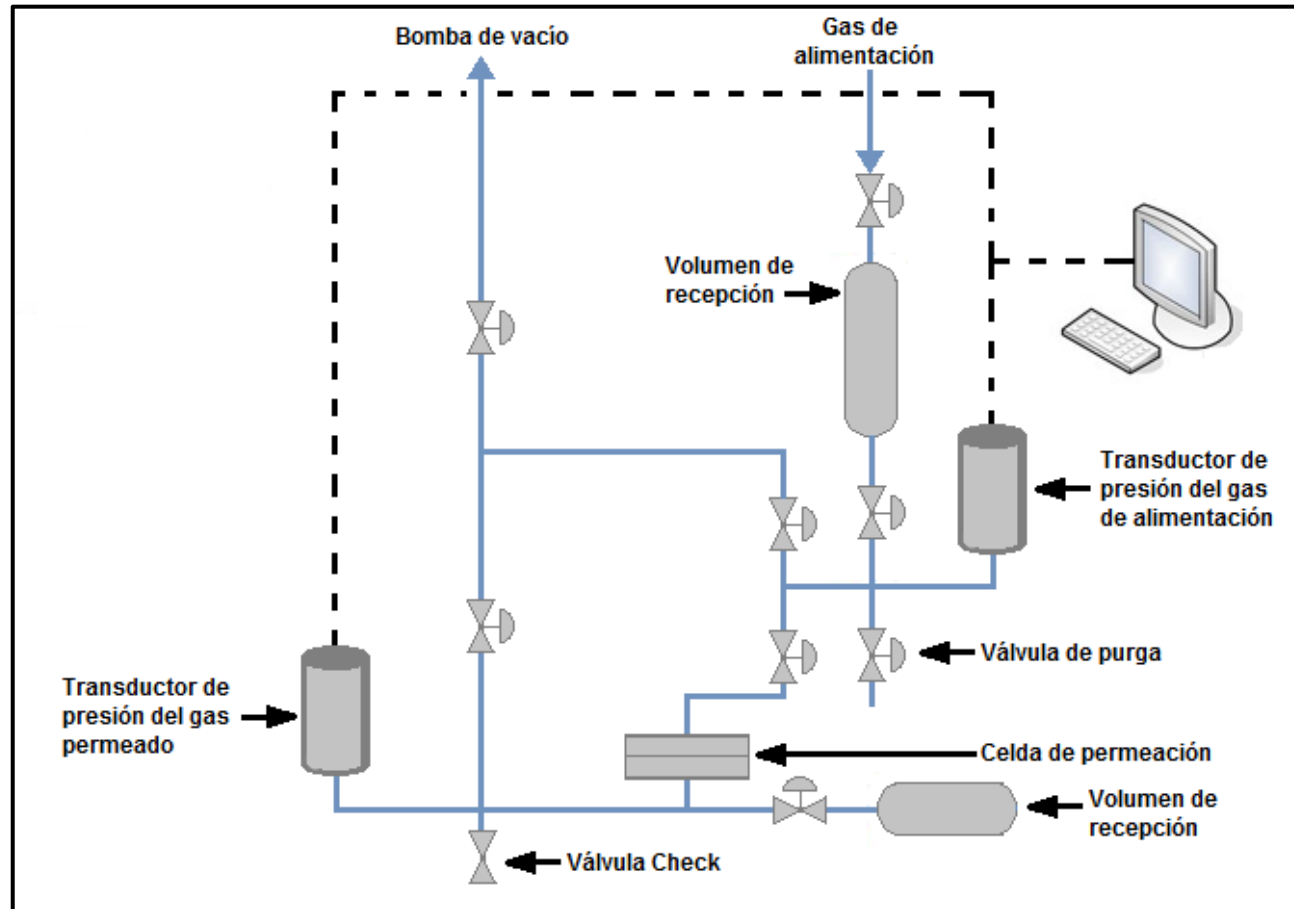 Bomba de vacío
Gas de
alimentación
Volumen de
recepción
Transductor de
presión del gas
de alimentación
Válvula de purga
Transductor de
presión del gas
permeado
Celda de permeación
Volumen de
recepción
Válvula Check